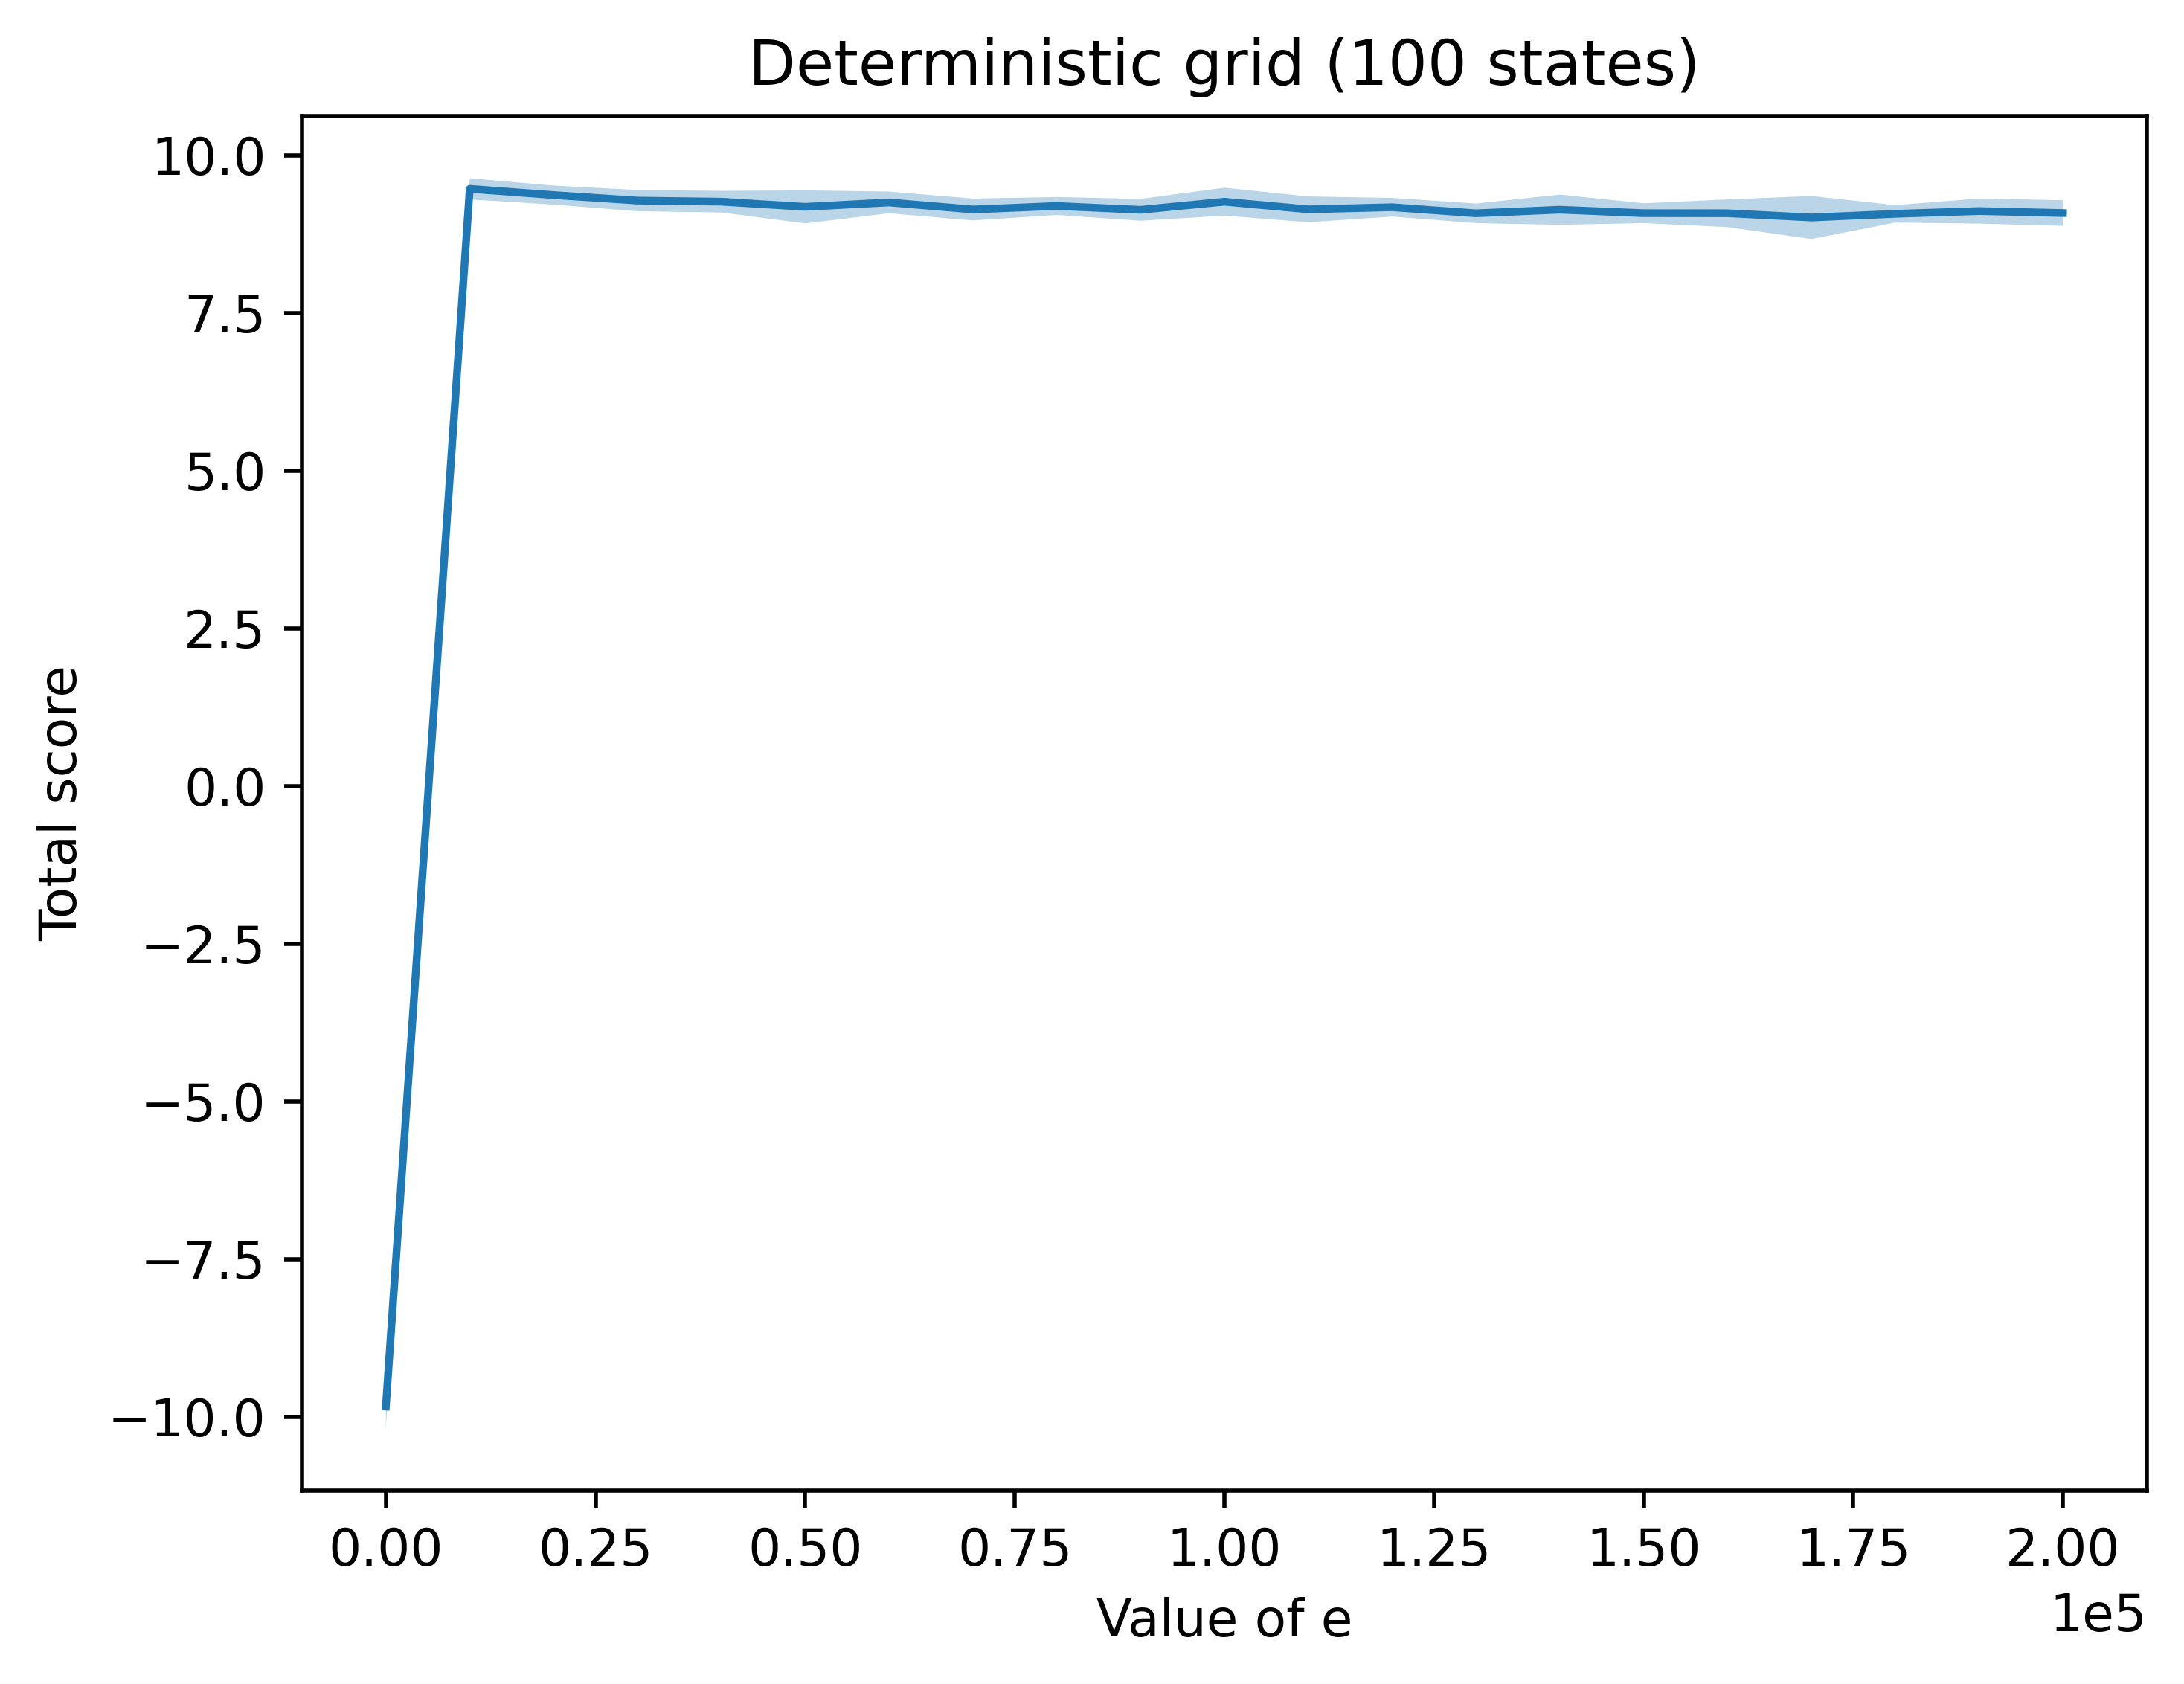 Deterministic grid (100 states)
10.0
7.5
5.0
2.5
0.0
−2.5
−5.0
−7.5
−10.0
Total score
0.00 0.25 0.50 0.75 1.00 1.25 1.50 1.75 2.00
1e5
Value of e